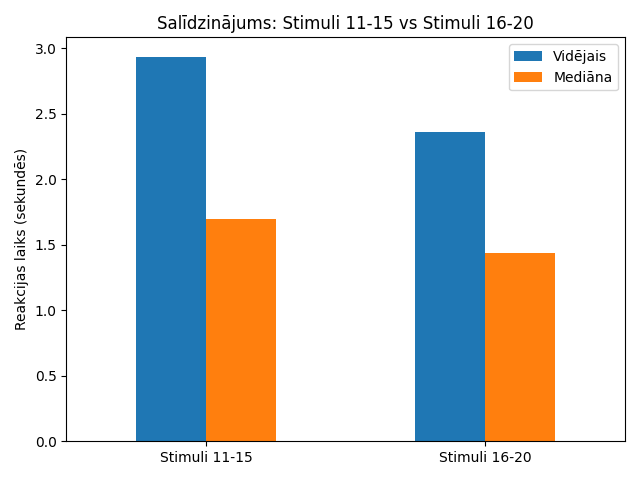 Salīdzinājums: Stimuli 11-15 vs Stimuli 16-20
Vidējais
Mediāna
Reakcijas laiks (sekundēs)
3.0
2.5
2.0
1.5
1.0
0.5
0.0
Stimuli 11-15
Stimuli 16-20